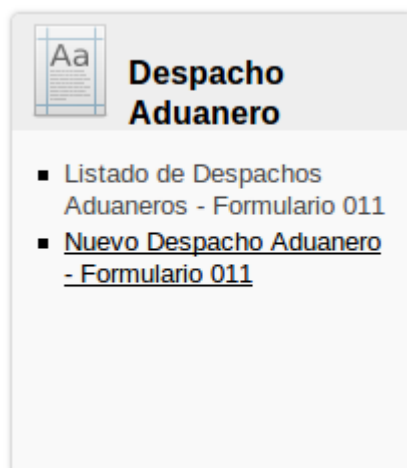 Aa
Despacho
Aduanero
Listado de Despachos
Aduaneros - Formulario 011
Nuevo Despacho Aduanero
- Formulario 011